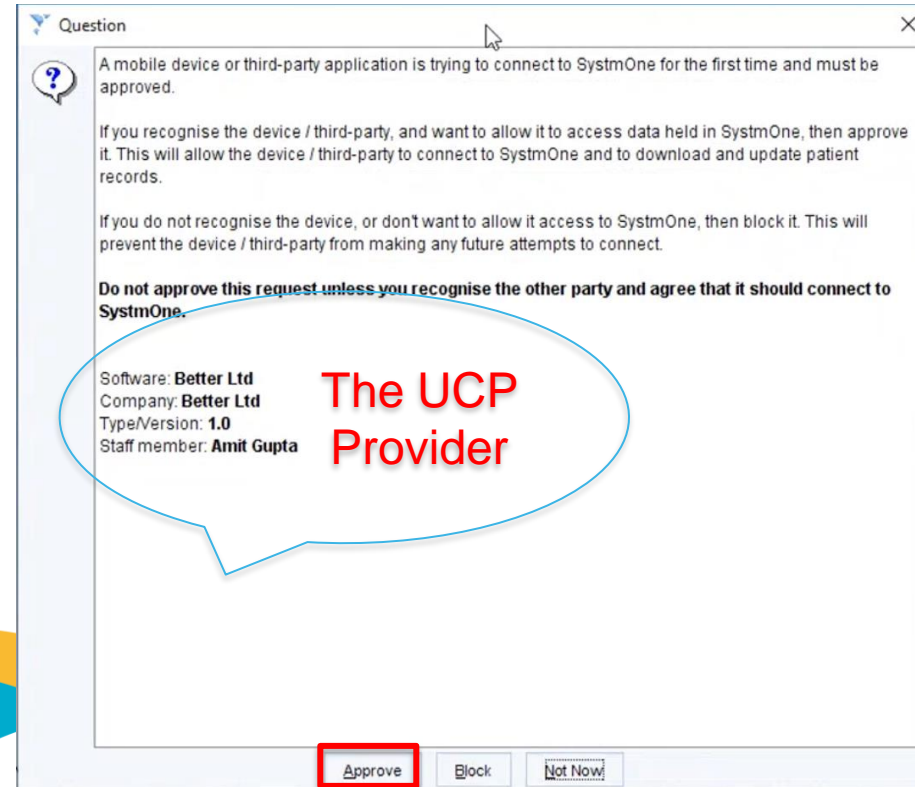 Question
A mobile device or third-party application is trying to connect to SystmOne for the first time and must be
approved.
If you recognise the device / third-party, and want to allow it to access data held in SystmOne, then approve
it. This will allow the device / third-party to connect to SystmOne and to download and update patient
records.
If you do not recognise the device, or don't want to allow it access to SystmOne, then block it. This will
prevent the device / third-party from making any future attempts to connect.
Do not approve this request unless you recognise the other party and agree that it should connect to
SystmOne.
Software: Better Ltd
Company: Better Ltd
Type/Version: 1.0
Staff member: Amit Gupta
The UCP
Provider
Approve
Block
Not Now